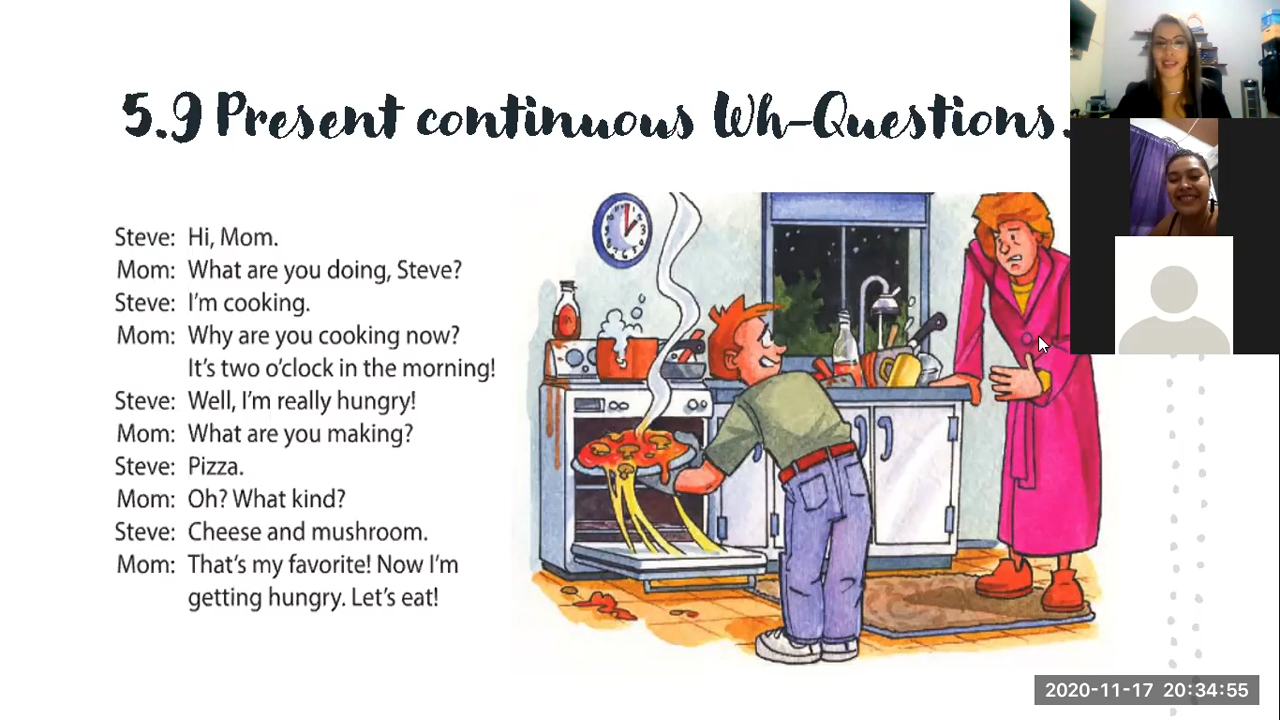 5.9 Present continuous Wh-Questions.
Steve: Hi, Mom.
Mom: What are you doing, Steve?
Steve: I'm cooking.
Mom: Why are you cooking now?
It's two o'clock in the morning!
Steve: Well, I'm really hungry!
Mom: What are you making?
Steve: Pizza.
Mom: Oh? What kind?
Steve: Cheese and mushroom.
Mom: That's my favorite! Now I'm
getting hungry. Let's eat!
2020-11-17 20:34:55